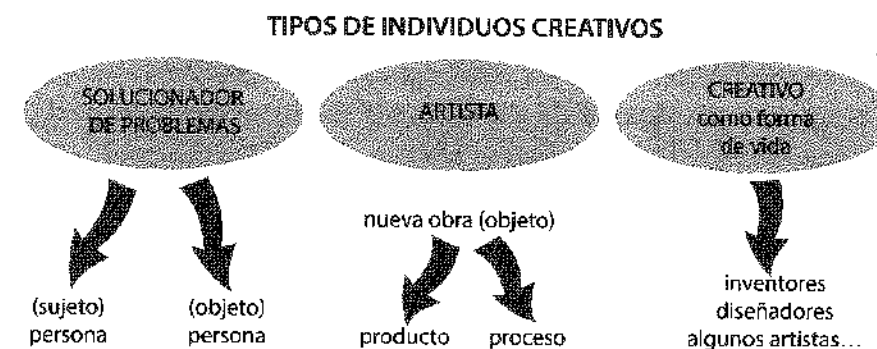 TIPOS DE INDIVIDUOS CREATIVOS
SOLUCIONADOR
DE PROBLEMAS
ARTISTA
CREATIVO
como forma
de vida
(sujeto)
persona
(objeto)
persona
nueva obra (objeto)
producto
proceso
inventores
diseñadores
algunos artistas...